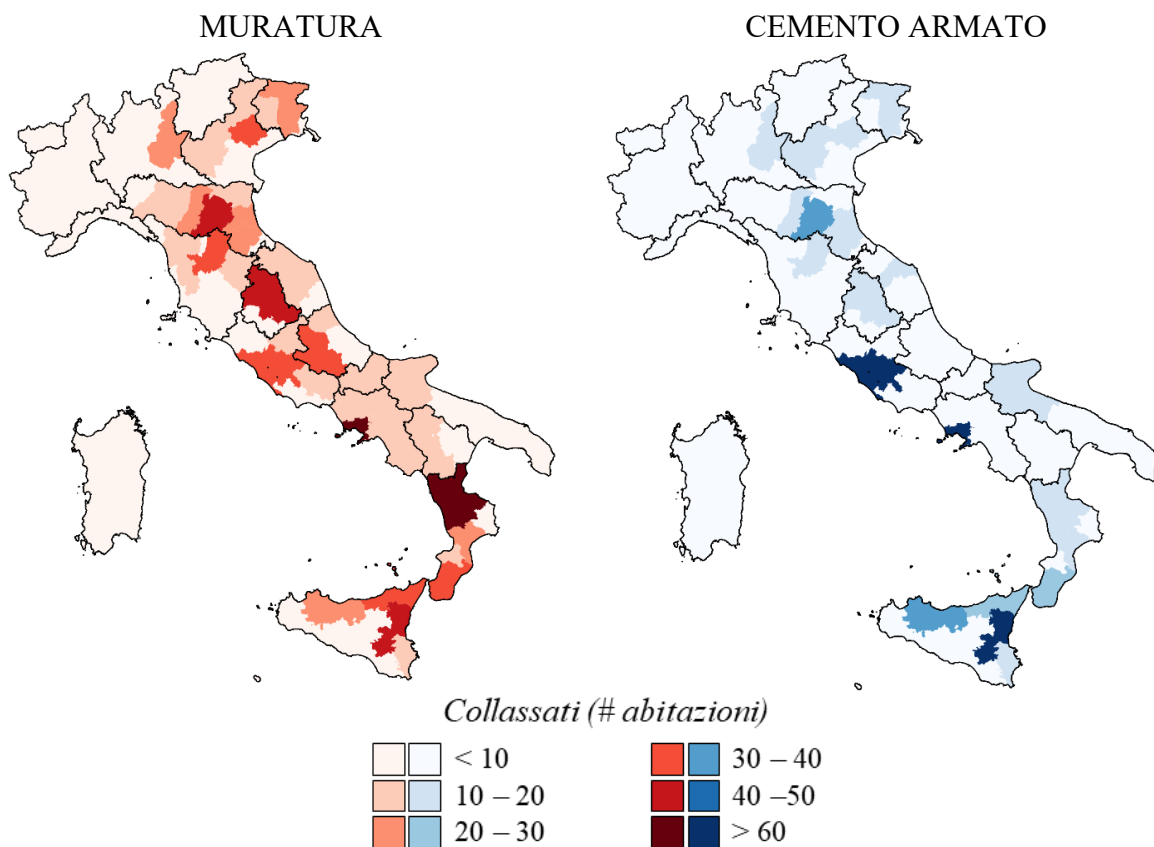 MURATURA
CEMENTO ARMATO
Collassati (# abitazioni)
< 10
30 – 40
10 – 20
40 –50
20 – 30
> 60